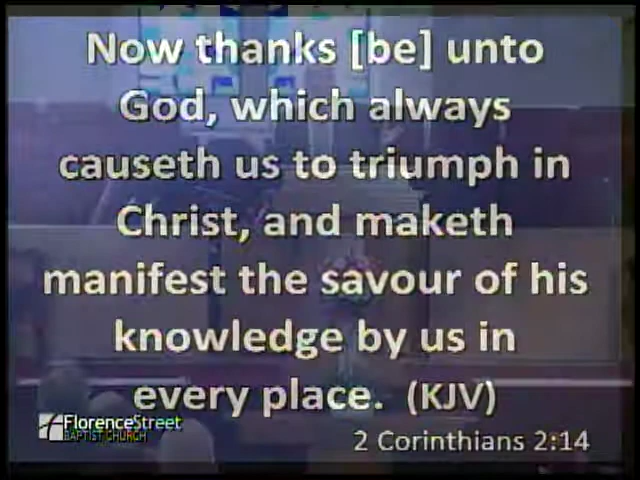 Now thanks [be] unto
God, which always
causeth us to triumph in
Christ, and maketh
manifest the savour of his
knowledge by us in
every place. (KJV)
FlorenceStreet
BAPTIST CHURCH
2 Corinthians 2:14